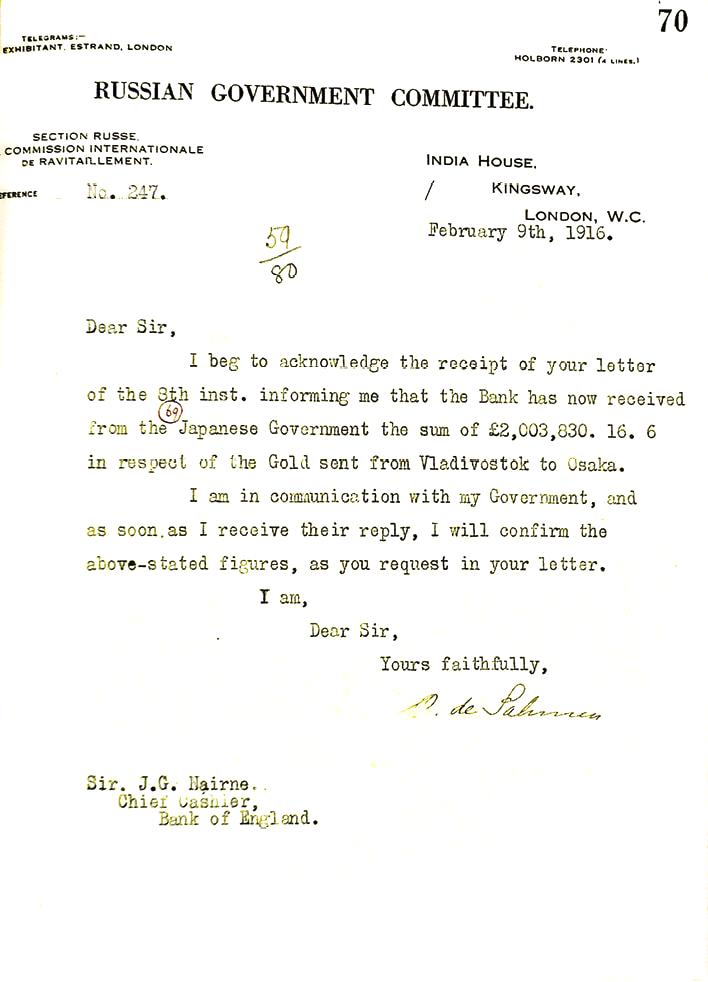 70
TELEGRAMS:—
EXHIBITANT. ESTRAND, LONDON
TELEPHONE·
HOLBORN 2301 (4 LINES.)
RUSSIAN GOVERNMENT COMMITTEE.
SECTION RUSSE.
COMMISSION INTERNATIONALE
DE RAVITAILLEMENT.
EFERENCE No. 247.
INDIA HOUSE,
/ KINGSWAY,
LONDON, W.C.
February 9th, 1916.
59
80
Dear Sir,
I beg to acknowledge the receipt of your letter
of the 8th inst. informing me that the Bank has now received
69
from the Japanese Government the sum of £2,003,830. 16. 6
in respect of the Gold sent from Vladivostok to Osaka.
I am in communication with my Government, and
as soon.as I receive their reply, I will confirm the
above-stated figures, as you request in your letter.
I am,
Dear Sir,
Yours faithfully,
de
Sir. J.G. Nairne.
Chief Cashier,
Bank of England.